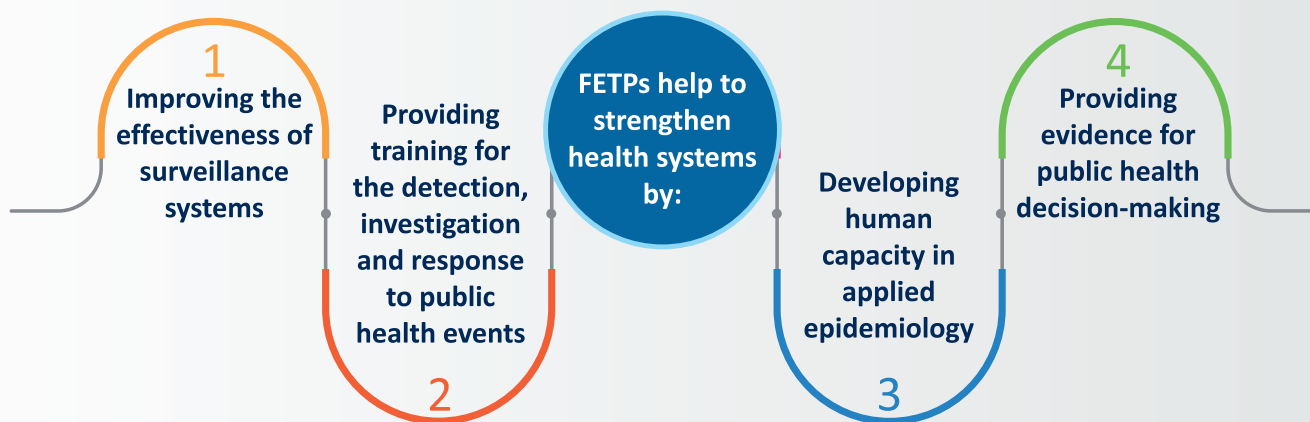 1
Improving the
effectiveness of
surveillance
systems
Providing
training for
the detection,
investigation
and response
to public
health events
2
FETPs help to
strengthen
health systems
by:
Developing
human
capacity in
applied
epidemiology
3
4
Providing
evidence for
public health
decision-making